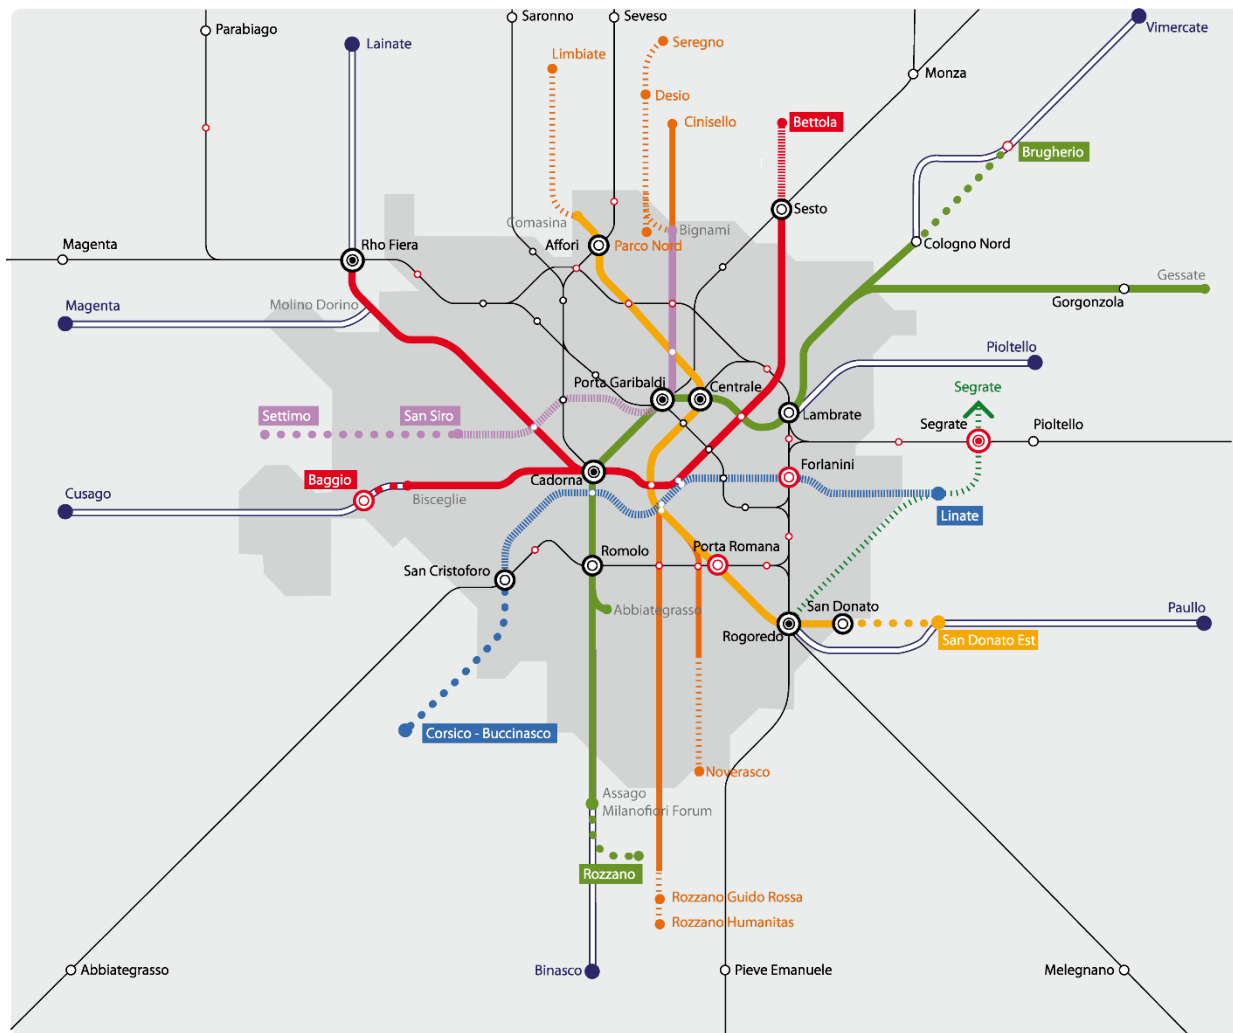 Saronno
Seveso
Parabiago
Vimercate
Lainate
Limbiate
Seregno
Monza
Desio
Cinisello
Bettola
Brugherio
Comasina
Sesto
Magenta
Rho Fiera
Affori
Parco Nord
Bignami
Cologno Nord
Gessate
Gorgonzola
Magenta
Molino Dorino
Pioltello
Porta Garibaldi
Centrale
Segrate
Settimo
San Siro
Lambrate
Segrate
Pioltello
Baggio
Cadorna
Forlanini
Cusago
Bisceglie
Linate
San Cristoforo
Romolo
Porta Romana
Abbiategrasso
San Donato
Paullo
Rogoredo
San Donato Est
Corsico - Buccinasco
Noverasco
Assago
Milanofiori Forum
Rozzano
Rozzano Guido Rossa
Rozzano Humanitas
Abbiategrasso
Binasco
Pieve Emanuele
Melegnano